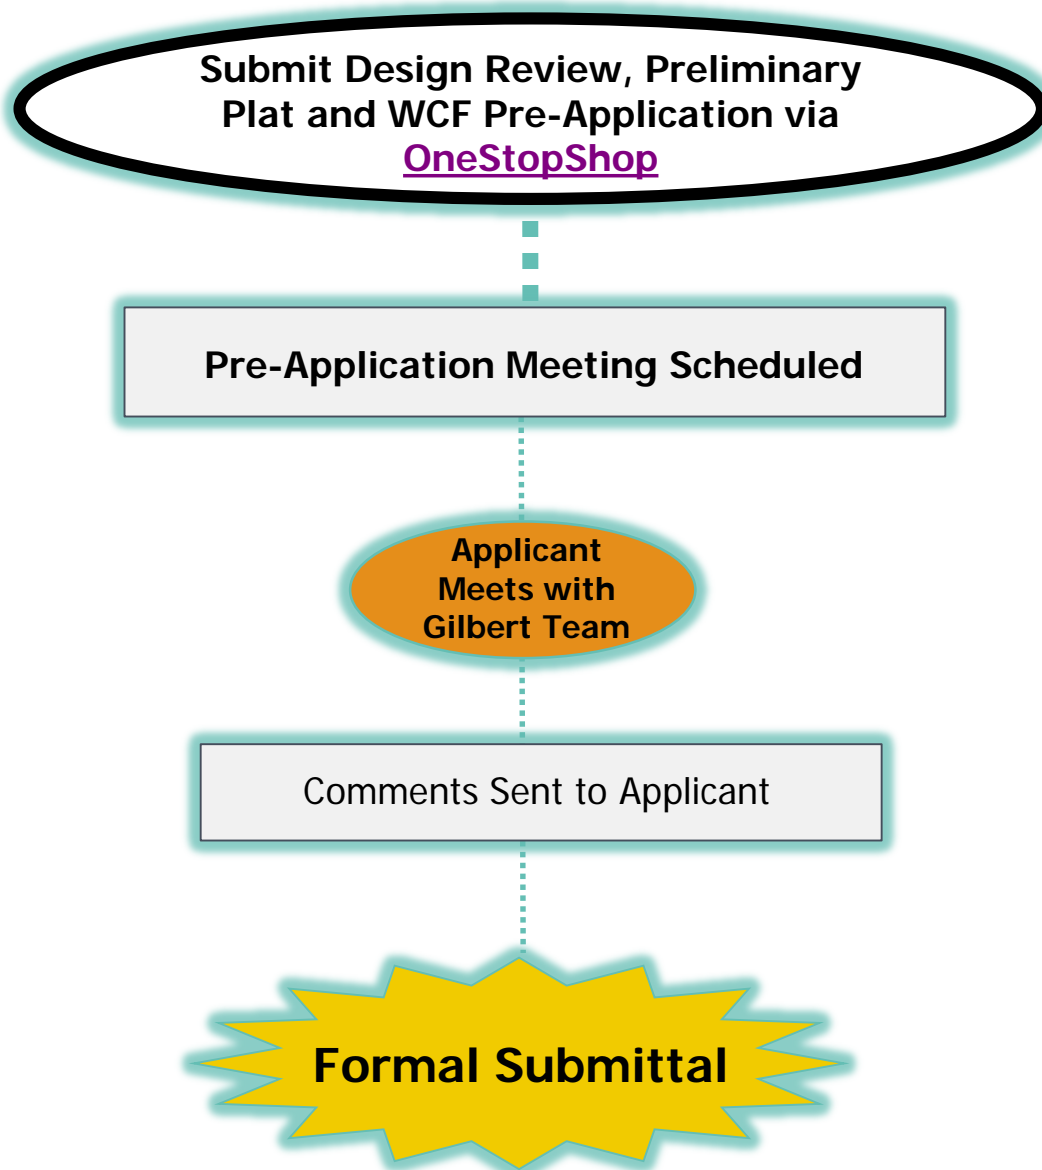 Submit Design Review, Preliminary
Plat and WCF Pre-Application via
OneStopShop
Pre-Application Meeting Scheduled
Applicant
Meets with
Gilbert Team
Comments Sent to Applicant
Formal Submittal